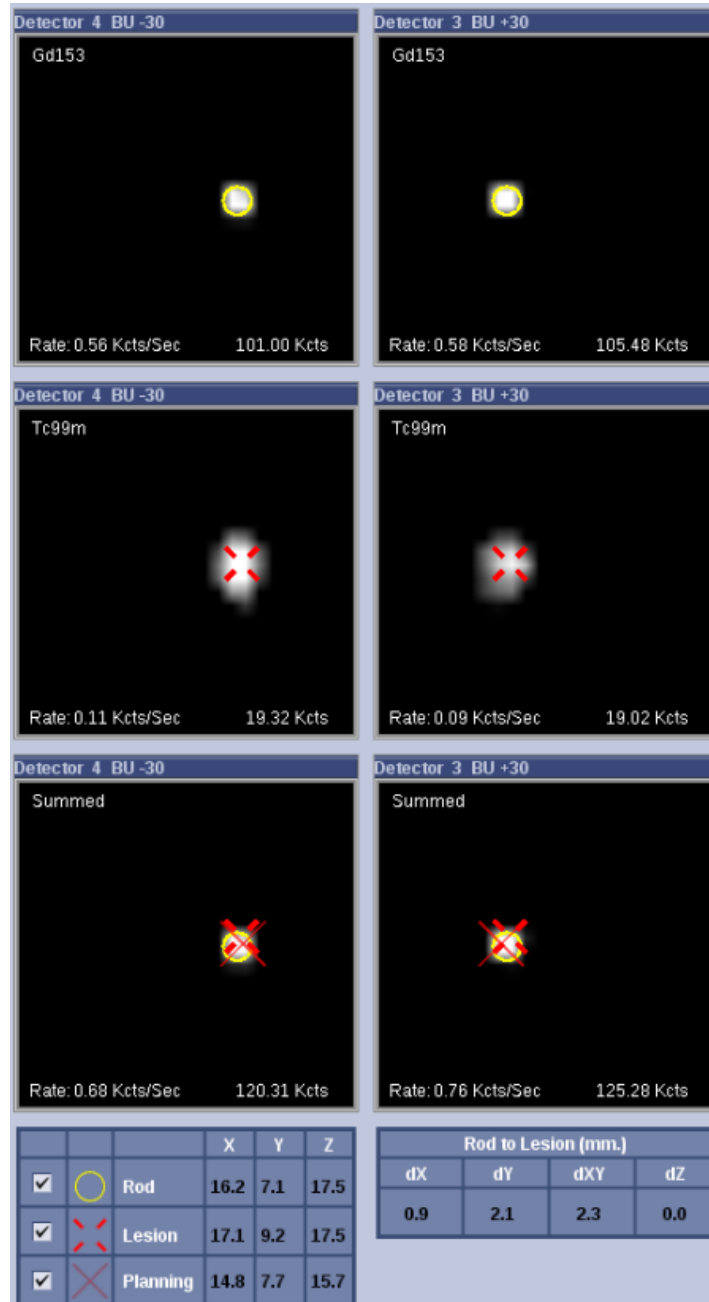 Detector 4 BU -30
Detector 3 BU +30
Gd153
Gd153
Rate: 0.56 Kcts/Sec 101.00 Kcts
Rate: 0.58 Kcts/Sec 105.48 Kcts
Detector 4 BU -30
Detector 3 BU +30
Tc99m
Tc99m
Rate: 0.11 Kcts/Sec 19.32 Kcts
Rate: 0.09 Kcts/Sec 19.02 Kcts
Detector 4 BU -30
Detector 3 BU +30
Summed
Summed
Rate: 0.68 Kcts/Sec 120.31 Kcts
Rate: 0.76 Kcts/Sec 125.28 Kcts
X Y Z
Rod 16.2 7.1 17.5
Lesion 17.1 9.2 17.5
Planning 14.8 7.7 15.7
Rod to Lesion (mm.)
dX dY dXY dZ
0.9 2.1 2.3 0.0